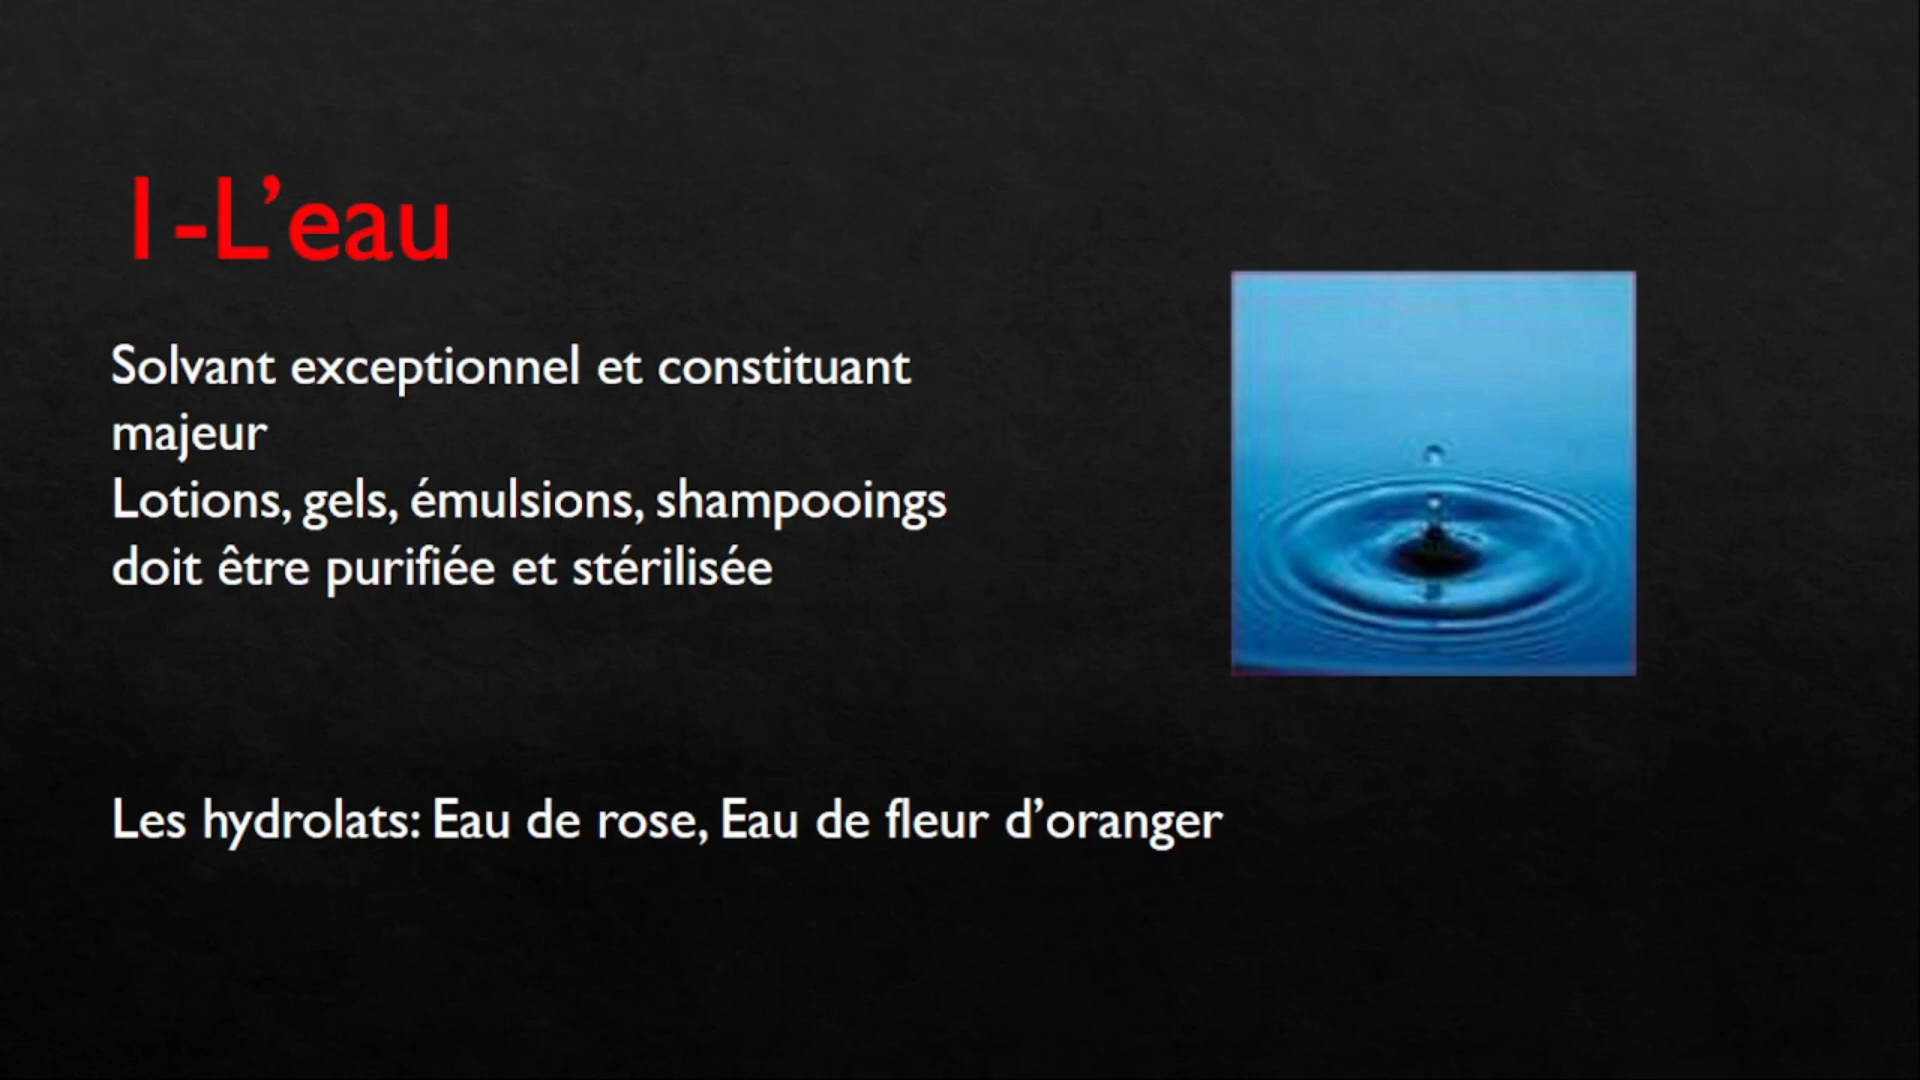 1-L’eau
Solvant exceptionnel et constituant
majeur
Lotions, gels, émulsions, shampooings
doit être purifiée et stérilisée
Les hydrolats: Eau de rose, Eau de fleur d’oranger